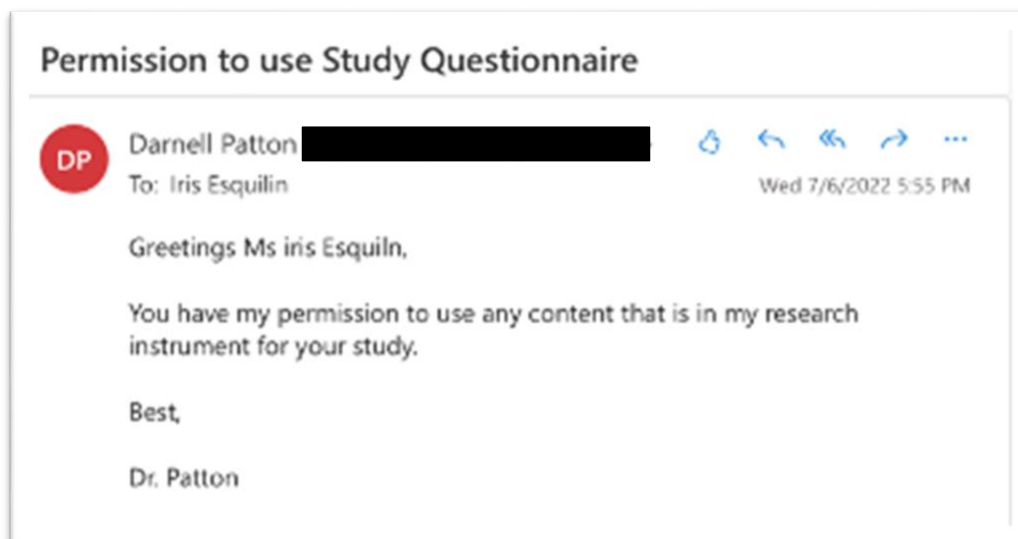 Permission to use Study Questionnaire
DP
Darnell Patton
To: Iris Esquilin
Wed 7/6/2022 5:55 PM
Greetings Ms iris Esquiln,
You have my permission to use any content that is in my research
instrument for your study.
Best,
Dr. Patton